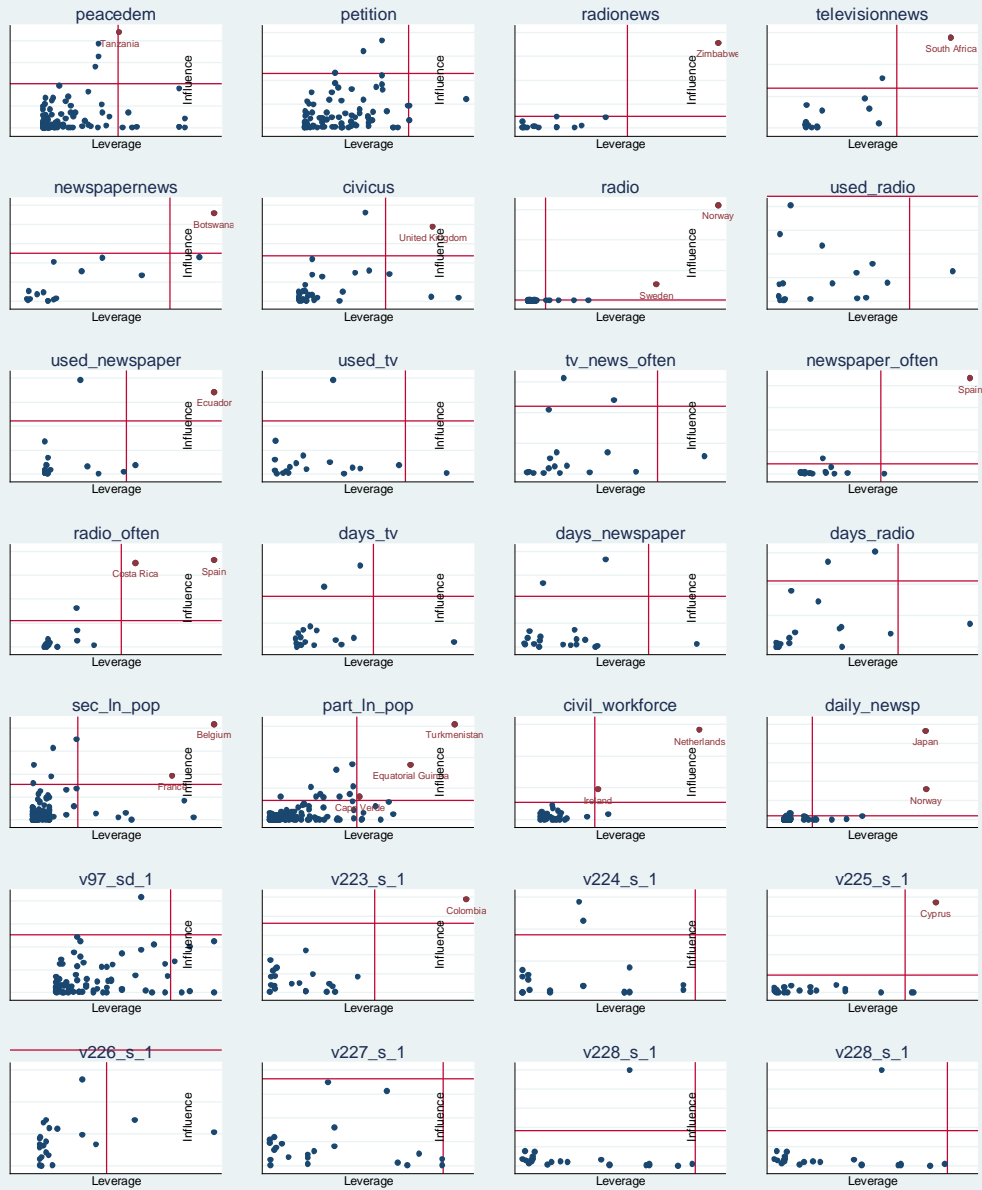 peacedem
petition
radionews
televisionnews
Tanzania
Zimbabwe
South Africa
Influence
Influence
Influence
Leverage
Leverage
Leverage
Leverage
newspapernews
civicus
radio
used_radio
Botswana
United Kingdom
Norway
Sweden
Influence
Influence
Influence
Leverage
Leverage
Leverage
Leverage
used_newspaper
used_tv
tv_news_often
newspaper_often
Ecuador
Spain
Influence
Influence
Influence
Leverage
Leverage
Leverage
Leverage
radio_often
days_tv
days_newspaper
days_radio
Costa Rica
Spain
Influence
Influence
Influence
Leverage
Leverage
Leverage
Leverage
sec_ln_pop
part_ln_pop
civil_workforce
daily_newsp
Belgium
Turkmenistan
Netherlands
Japan
France
Equatorial Guinea
Cape Verde
Ireland
Norway
Influence
Influence
Influence
Leverage
Leverage
Leverage
Leverage
v97_sd_1
v223_s_1
v224_s_1
v225_s_1
Colombia
Cyprus
Influence
Influence
Influence
Leverage
Leverage
Leverage
Leverage
v226_s_1
v227_s_1
v228_s_1
v228_s_1
Influence
Influence
Influence
Leverage
Leverage
Leverage
Leverage